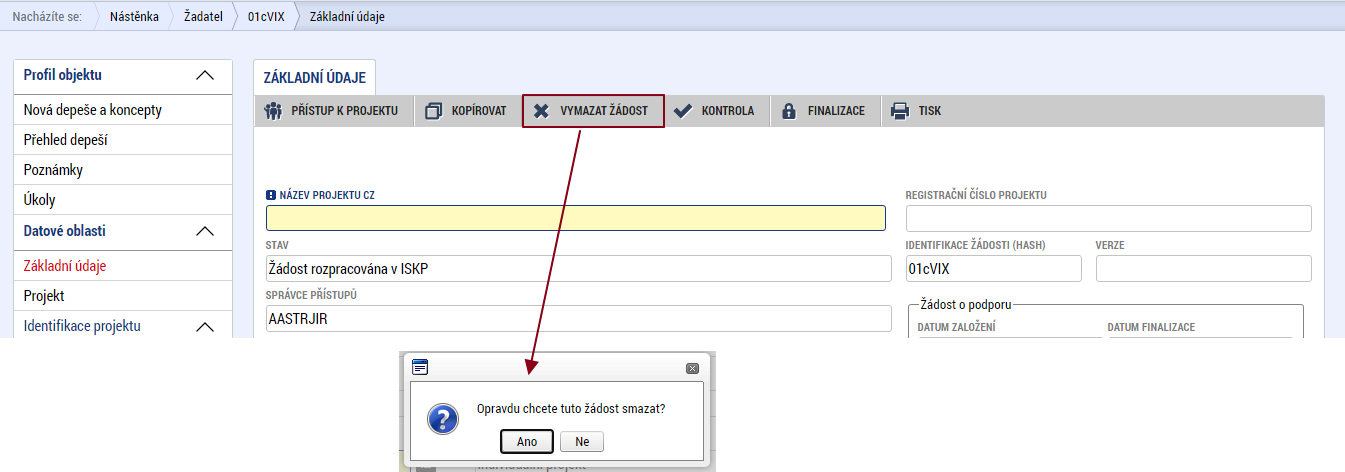 Nacházíte se: Nástěnka Žadatel 01cVIX Základní údaje
Profil objektu
Nová depeše a koncepty
Přehled depeší
Poznámky
Úkoly
Datové oblasti
Základní údaje
Projekt
Identifikace projektu
ZÁKLADNÍ ÚDAJE
PŘÍSTUP K PROJEKTU KOPÍROVAT VYMAZAT ŽÁDOST KONTROLA FINALIZACE TISK
NÁZEV PROJEKTU CZ
REGISTRAČNÍ ČÍSLO PROJEKTU
STAV
Žádost rozpracována v ISKP
IDENTIFIKACE ŽÁDOSTI (HASH) VERZE
01cVIX
SPRÁVCE PŘÍSTUPŮ
AASTRJIR
Žádost o podporu
DATUM ZALOŽENÍ DATUM FINALIZACE
Opravdu chcete tuto žádost smazat?
Ano Ne
Individuální projekt